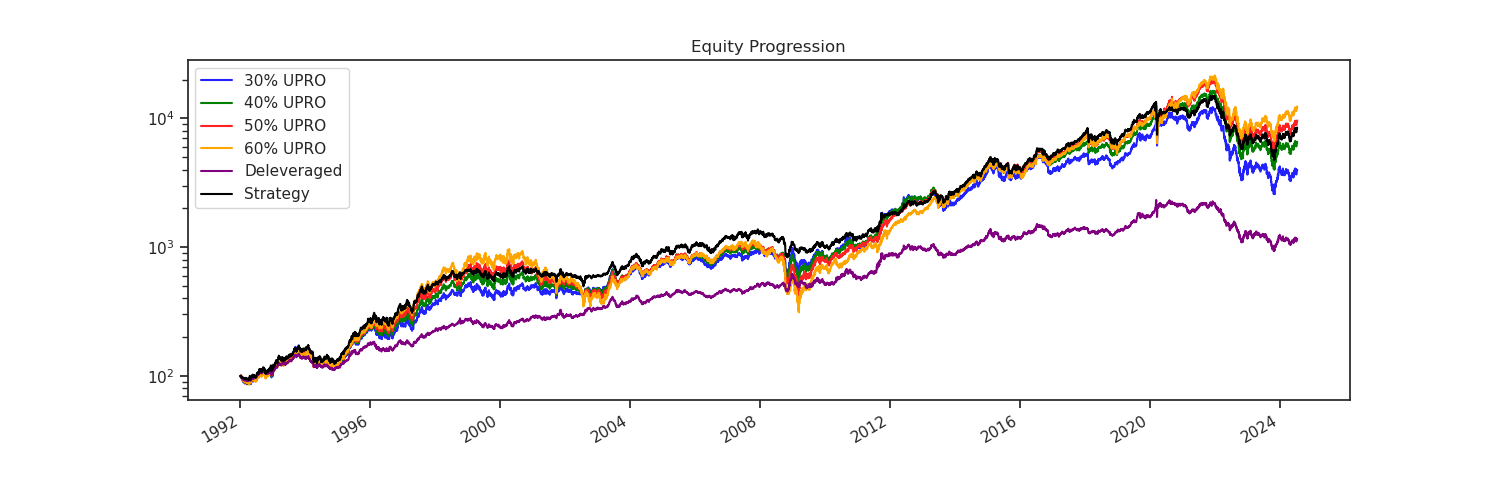 Equity Progression
30% UPRO
40% UPRO
50% UPRO
60% UPRO
Deleveraged
Strategy
10^4
10^3
10^2
1992 1996 2000 2004 2008 2012 2016 2020 2024